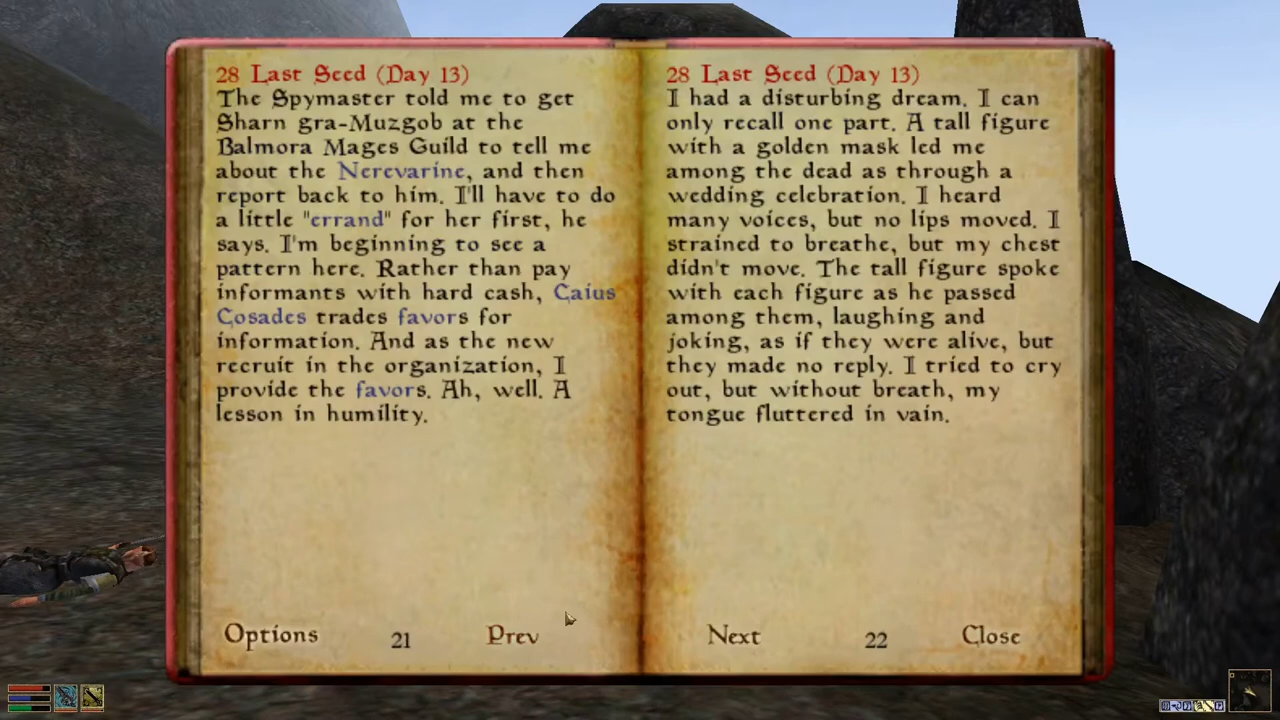 28 Last Seed (Day 13)
The Spymaster told me to get
Sharn gra-Muzgob at the
Balmora Mages Guild to tell me
about the Nerevarine, and then
report back to him. I'll have to do
a little "errand" for her first, he
says. I'm beginning to see a
pattern here. Rather than pay
informants with hard cash, Caius
Cosades trades favors for
information. And as the new
recruit in the organization, I
provide the favors. Ah, well. A
lesson in humility.
Options
21
Prev
28 Last Seed (Day 13)
I had a disturbing dream. I can
only recall one part. A tall figure
with a golden mask led me
among the dead as through a
wedding celebration. I heard
many voices, but no lips moved. I
strained to breathe, but my chest
didn't move. The tall figure spoke
with each figure as he passed
among them, laughing and
joking, as if they were alive, but
they made no reply. I tried to cry
out, but without breath, my
tongue fluttered in vain.
Next
22
Close